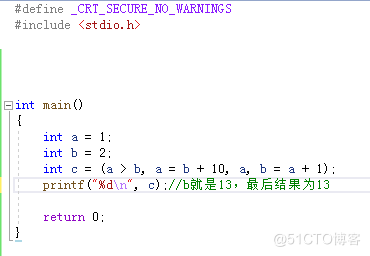 #define _CRT_SECURE_NO_WARNINGS
#include <stdio.h>
int main()
{
int a = 1;
int b = 2;
int c = (a > b, a = b + 10, a, b = a + 1);
printf("%d\n", c);//b就是13，最后结果为13
return 0;
}
@51CTO博客